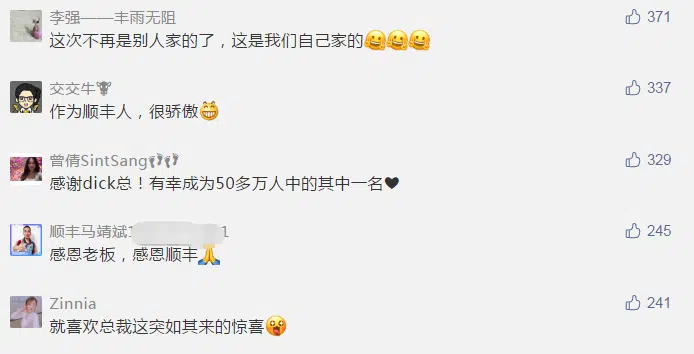 李强——丰雨无阻 371
这次不再是别人家的了，这是我们自己家的🤗🤗🤗
交交牛🐮 337
作为顺丰人，很骄傲😁
曾倩SintSang👣👣 329
感谢dick总！有幸成为50多万人中的其中一名❤
顺丰马靖斌1 1 245
感恩老板，感恩顺丰🙏
Zinnia 241
就喜欢总裁这突如其来的惊喜😲